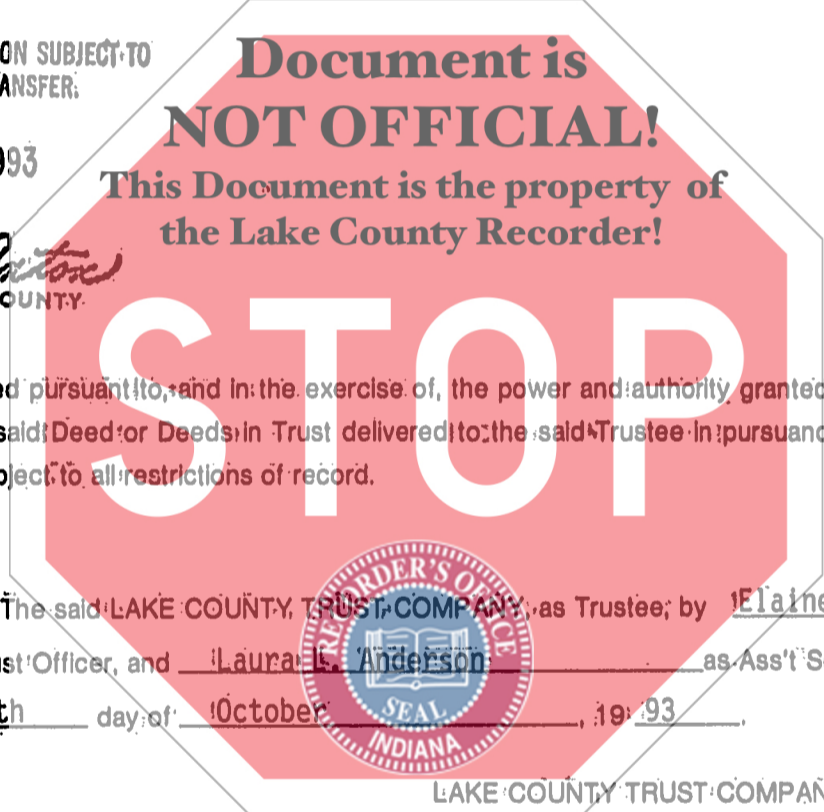 ON SUBJECT TO
ANSFER.
Document is
NOT OFFICIAL!
This Document is the property of
the Lake County Recorder!
93
OUNTY
STOP
ed pursuant to, and in the exercise of, the power and authority granted
said Deed or Deeds in Trust delivered to the said Trustee in pursuanc
ject to all restrictions of record.
The said LAKE COUNTY TRUST COMPANY, as Trustee, by Elaine
st Officer, and Laura L. Anderson as Ass't S
th day of October, 19 93.
RECORDER'S OFFICE
SEAL
INDIANA
LAKE COUNTY TRUST COMPAN